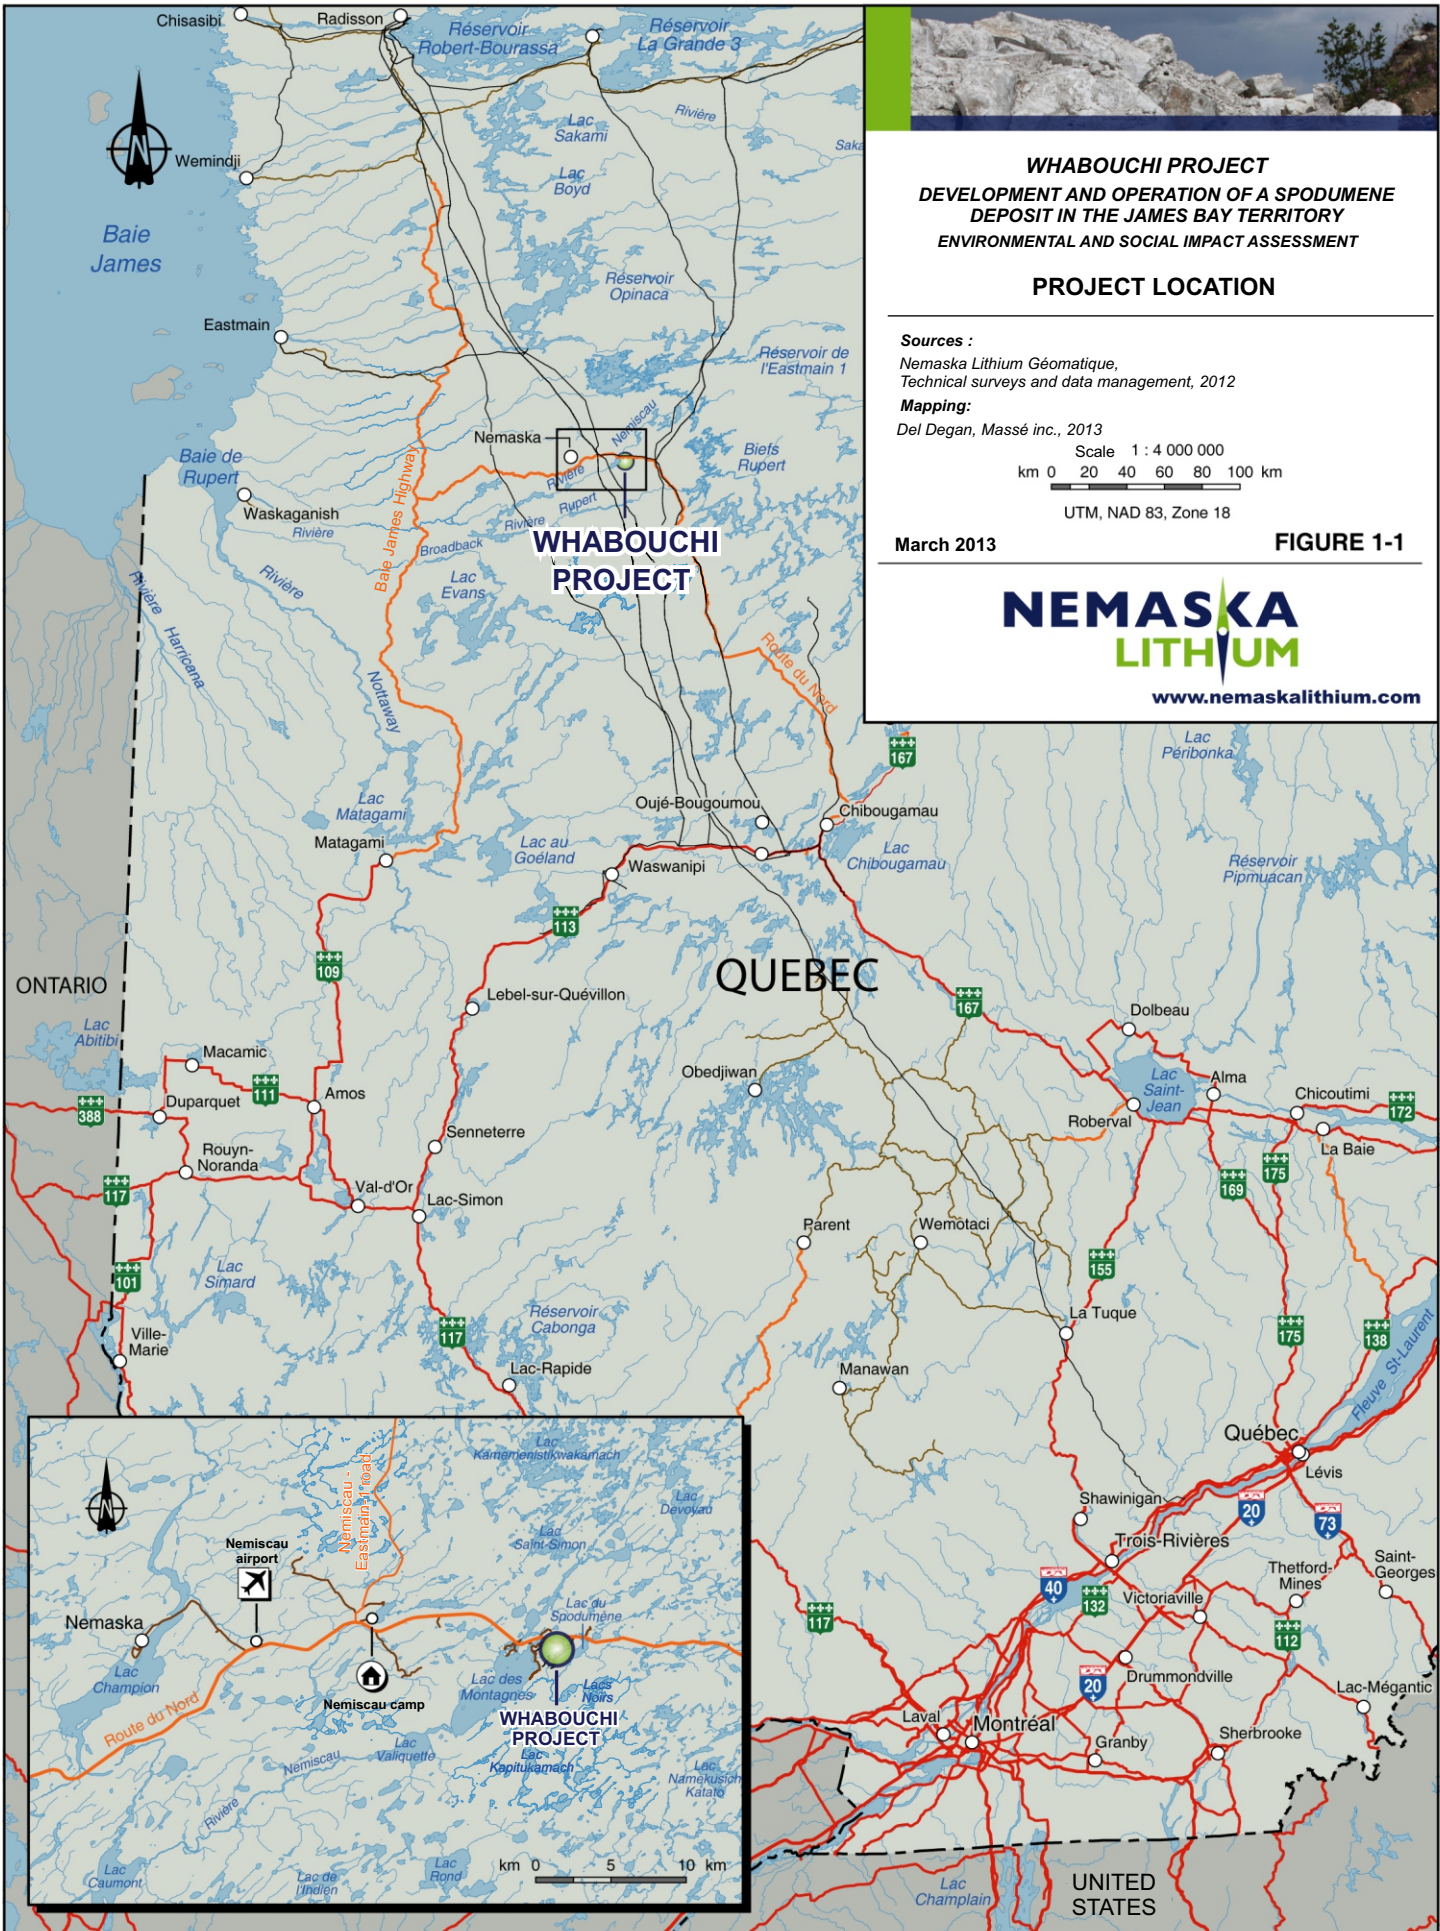 Chisasibi
Radisson
Réservoir
Robert-Bourassa
Réservoir
La Grande 3
Rivière
Lac
Sakami
Saka
Lac
Boyd
N
Wemindji
Baie
James
Réservoir
Opinaca
Eastmain
Réservoir de
l'Eastmain 1
Nemaska
Nemiscau
Biefs
Rupert
Baie de
Rupert
Waskaganish
Rivière
Baie James Highway
Rivière
Rupert
Rivière
Broadback
WHABOUCHI
PROJECT
Lac
Evans
Rivière
Nottaway
Rivière Harricana
Route du Nord
167
Lac
Péribonka
Lac
Matagami
Matagami
Oujé-Bougoumou
Chibougamau
Lac
Chibougamau
Lac au
Goéland
Waswanipi
Réservoir
Pipmuacan
113
109
ONTARIO
QUEBEC
Lebel-sur-Quévillon
167
Dolbeau
Lac
Abitibi
Macamic
111
Amos
Duparquet
388
Obedjiwan
Lac
Saint-
Jean
Alma
Chicoutimi
172
Roberval
La Baie
Senneterre
Rouyn-
Noranda
117
Val-d'Or
Lac-Simon
169
175
Parent
Wemotaci
155
101
Lac
Simard
Réservoir
Cabonga
La Tuque
117
175
138
Ville-
Marie
Lac-Rapide
Manawan
Fleuve St-Laurent
Québec
Lévis
Shawinigan
20
73
Trois-Rivières
Thetford-
Mines
Saint-
Georges
40
132
Victoriaville
117
112
Drummondville
20
Lac-Mégantic
Laval
Montréal
Granby
Sherbrooke
Lac
Champlain
UNITED
STATES
WHABOUCHI PROJECT
DEVELOPMENT AND OPERATION OF A SPODUMENE
DEPOSIT IN THE JAMES BAY TERRITORY
ENVIRONMENTAL AND SOCIAL IMPACT ASSESSMENT
PROJECT LOCATION
Sources :
Nemaska Lithium Géomatique,
Technical surveys and data management, 2012
Mapping:
Del Degan, Massé inc., 2013
Scale 1 : 4 000 000
km 0 20 40 60 80 100 km
UTM, NAD 83, Zone 18
March 2013
FIGURE 1-1
NEMASKA
LITHIUM
www.nemaskalithium.com
N
Lac
Kamemenistikwakamach
Nemiscau -
Eastmain-1 road
Lac
Devoyau
Lac
Saint-Simon
Nemiscau
airport
Nemaska
Lac du
Spodumène
Lac
Champion
Nemiscau camp
Lac des
Montagnes
Lacs
Noirs
Route du Nord
WHABOUCHI
PROJECT
Lac
Valiquette
Lac
Kapitukamach
Nemiscau
Rivière
Lac
Namekusich
Katato
Lac
Caumont
Lac de
l'Indien
Lac
Rond
km 0 5 10 km